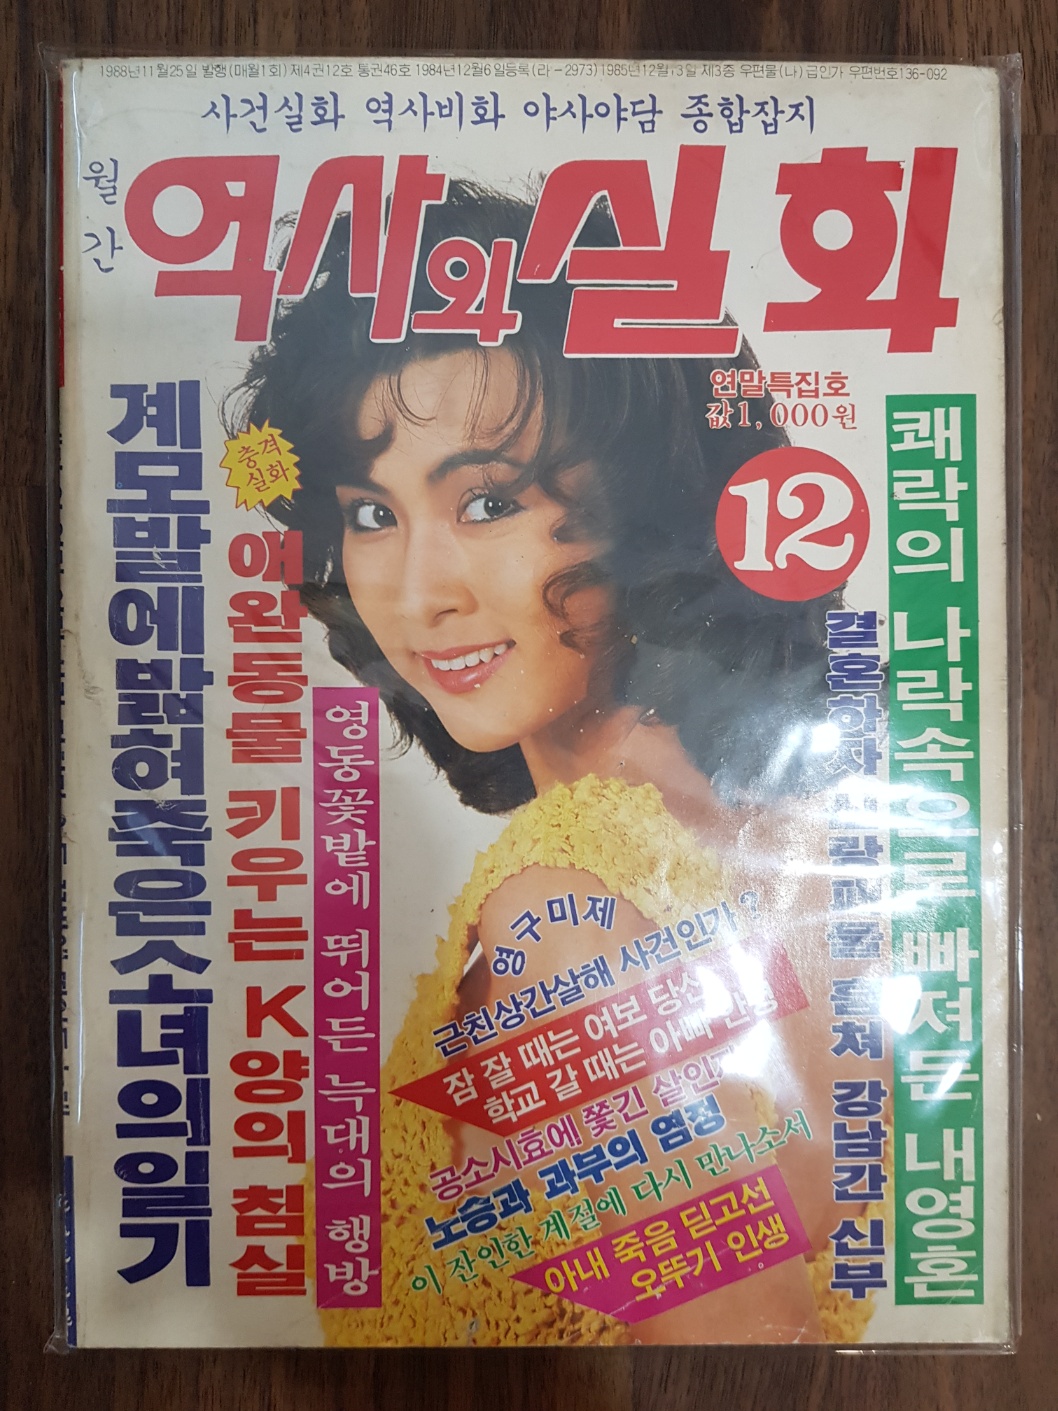 1988년11월25일 발행(매월1회) 제4권12호 통권46호 1984년12월6일등록(라-2973) 1985년12월13일 제3종 우편물(나)급인가 우편번호136-092
사건실화 역사비화 야사야담 종합잡지
월간
역사와 실화
연말특집호
값1,000원
12
계모발에밟혀죽은소녀의일기
충격
실화
애완동물 키우는 K양의 침실
영동꽃밭에 뛰어든 늑대의 행방
영구미제
근친상간살해 사건인가?
잠 잘 때는 여보 당신
학교 갈 때는 아빠
공소시효에 쫓긴 살인
노승과 과부의 염정
이 잔인한 계절에 다시 만나소서
아내 죽음 딛고선
오뚜기 인생
결혼하자 강남간 신부
쾌락의 나락속으로 빠져든 내영혼